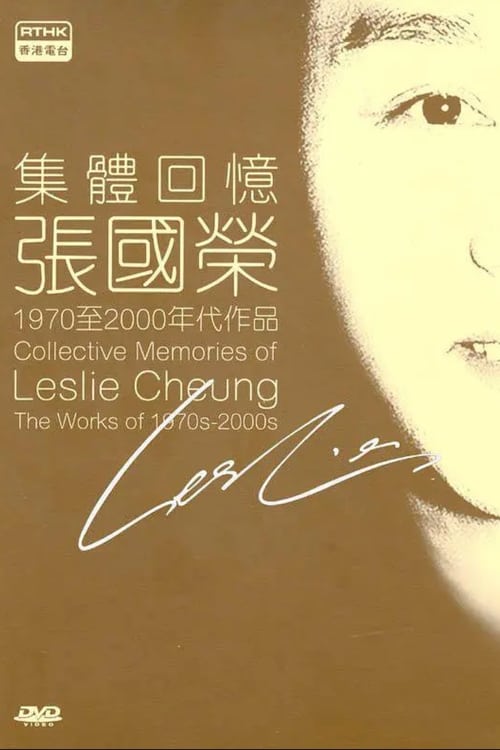 RTHK
香港電台
集體回憶
張國榮
1970至2000年代作品
Collective Memories of
Leslie Cheung
The Works of 1970s-2000s
Leslie
DVD
VIDEO